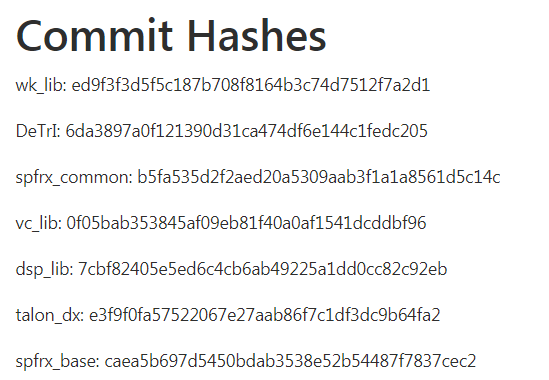 Commit Hashes
wk_lib: ed9f3f3d5f5c187b708f8164b3c74d7512f7a2d1
DeTrI: 6da3897a0f121390d31ca474df6e144c1fedc205
spfrx_common: b5fa535d2f2aed20a5309aab3f1a1a8561d5c14c
vc_lib: 0f05bab353845af09eb81f40a0af1541dcddbf96
dsp_lib: 7cbf82405e5ed6c4cb6ab49225a1dd0cc82c92eb
talon_dx: e3f9f0fa57522067e27aab86f7c1df3dc9b64fa2
spfrx_base: caea5b697d5450bdab3538e52b54487f7837cec2